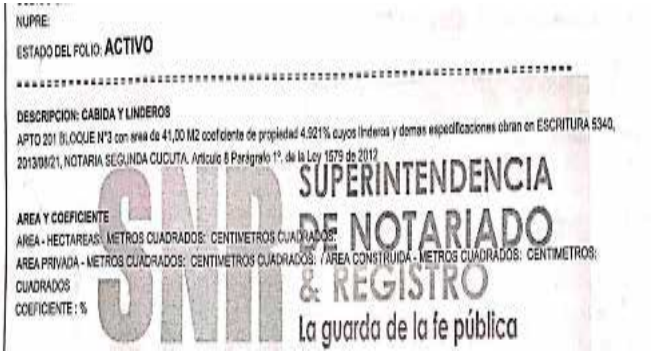 NUPRE:
ESTADO DEL FOLIO: ACTIVO
DESCRIPCION: CABIDA Y LINDEROS
APTO 201 BLOQUE N°3 con area de 41,00 M2 coeficiente de propiedad 4.921% cuyos linderos y demas especificaciones obran en ESCRITURA 5340,
2013/08/21, NOTARIA SEGUNDA CUCUTA. Articulo 8 Parágrafo 1°. de la Ley 1579 de 2012
SUPERINTENDENCIA
DE NOTARIADO
& REGISTRO
La guarda de la fe pública
SNR
AREA Y COEFICIENTE
AREA - HECTAREAS: METROS CUADRADOS: CENTIMETROS CUADRADOS:
AREA PRIVADA - METROS CUADRADOS: CENTIMETROS CUADRADOS: / AREA CONSTRUIDA - METROS CUADRADOS: CENTIMETROS:
CUADRADOS
COEFICIENTE : %